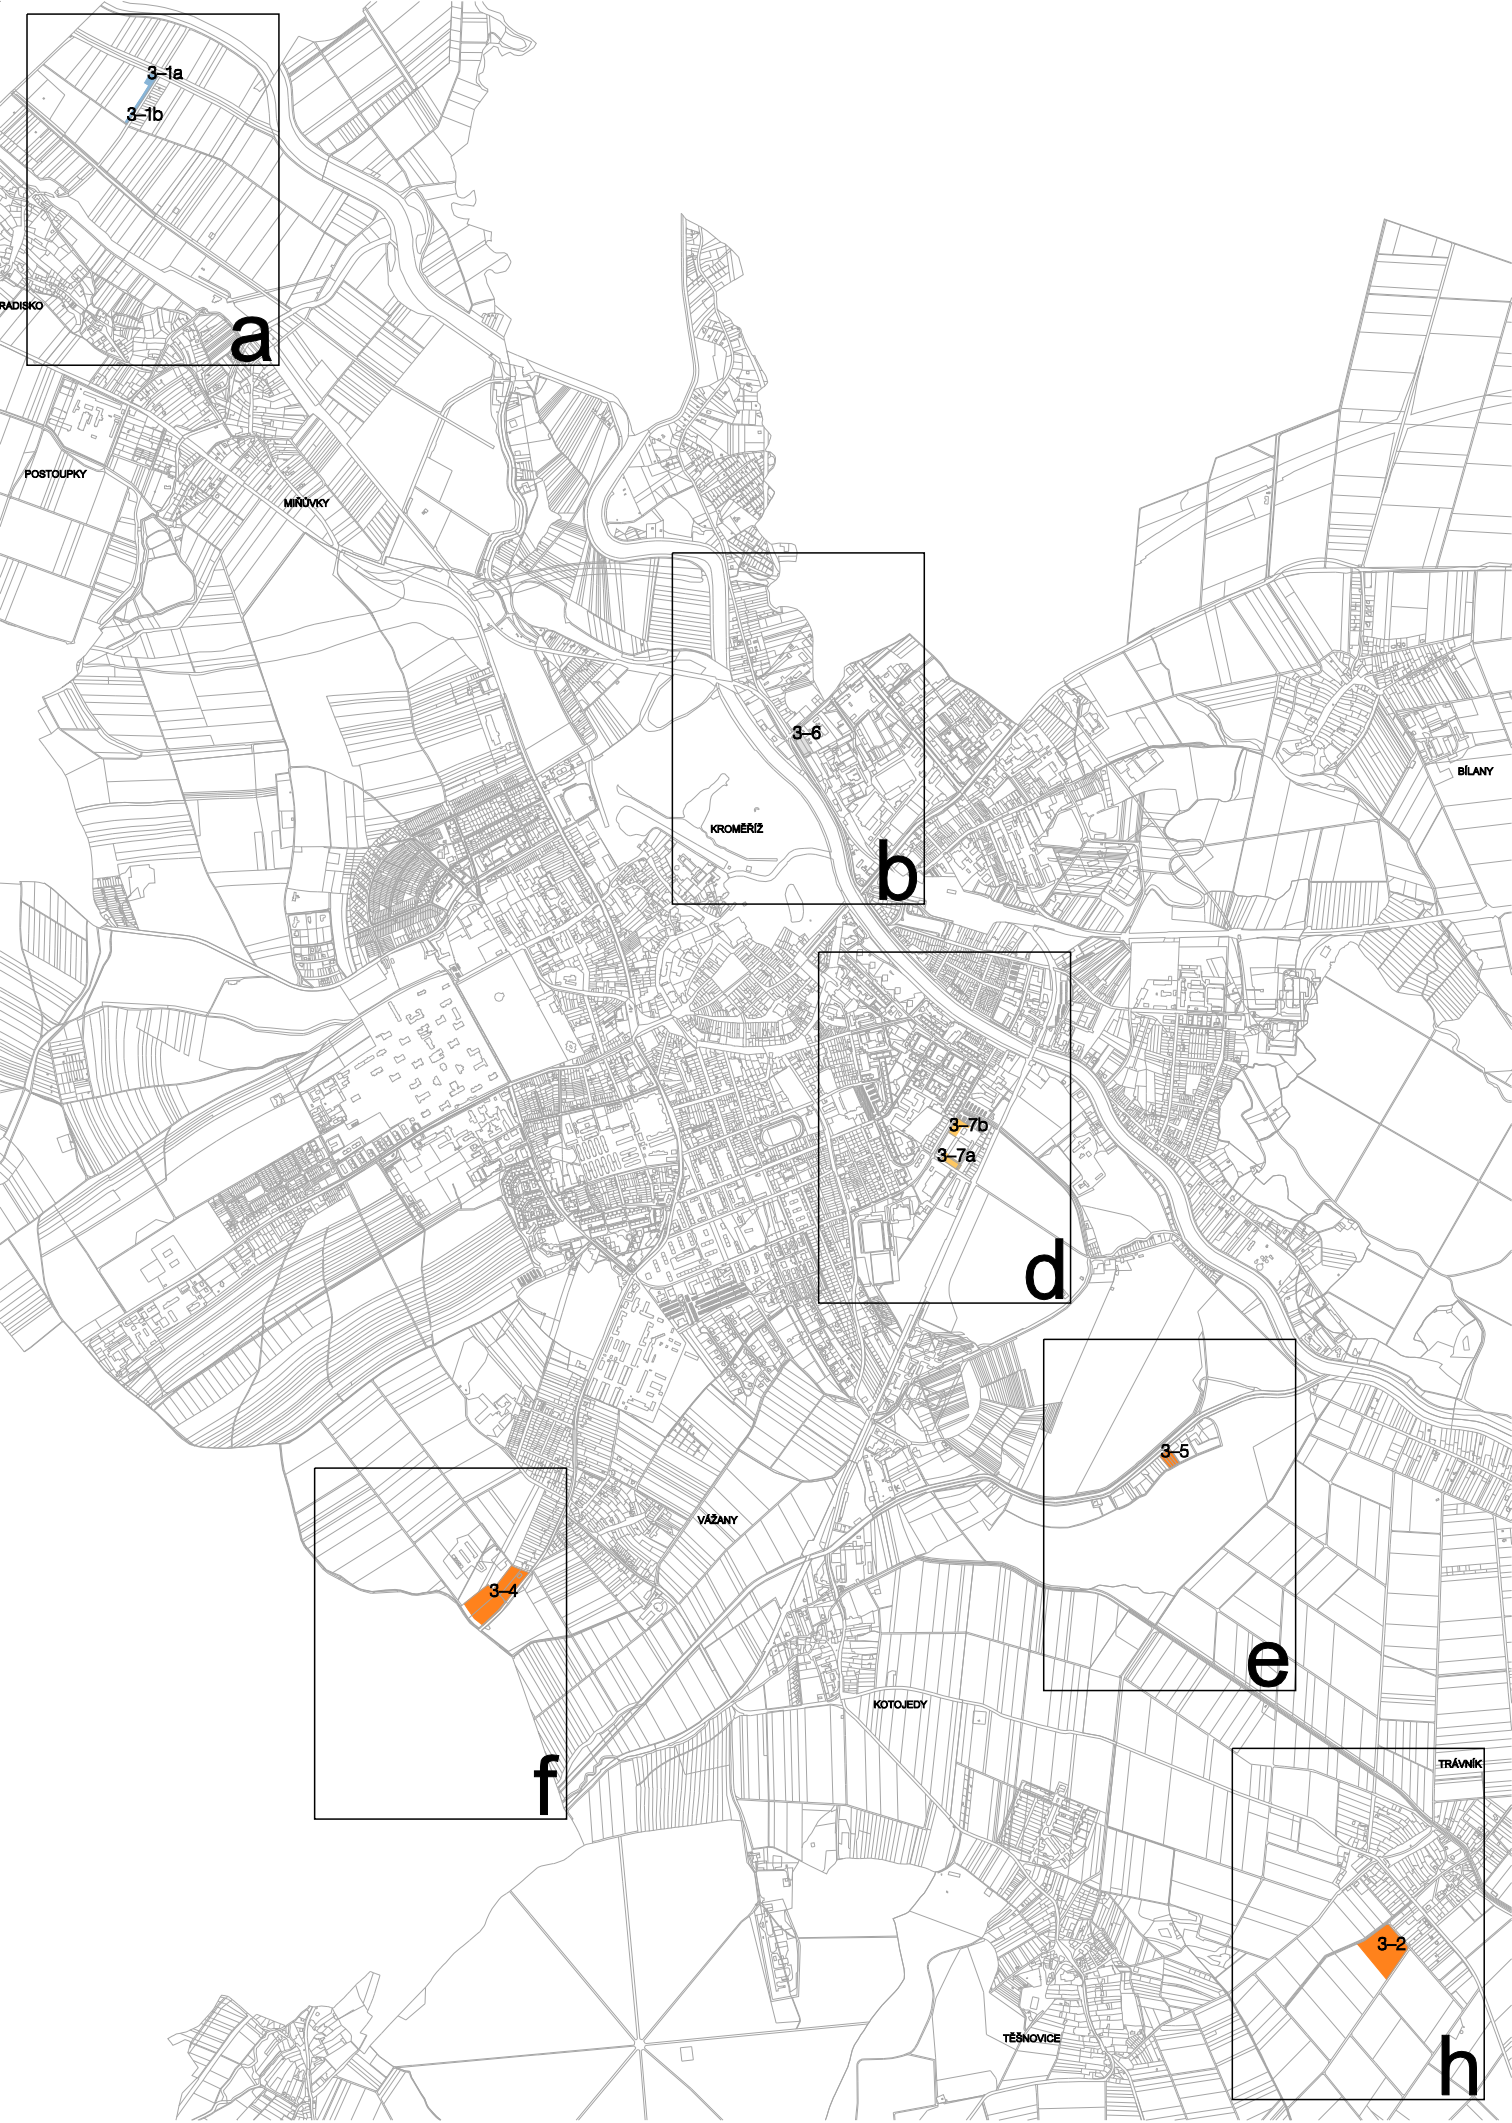 3–1a
3–1b
RADISKO
a
POSTOUPKY
MIŇŮVKY
3–6
BÍLANY
KROMĚŘÍŽ
b
3–7b
3–7a
d
3–5
VÁŽANY
3–4
e
KOTOJEDY
TRÁVNÍK
f
3–2
TĚŠNOVICE
h